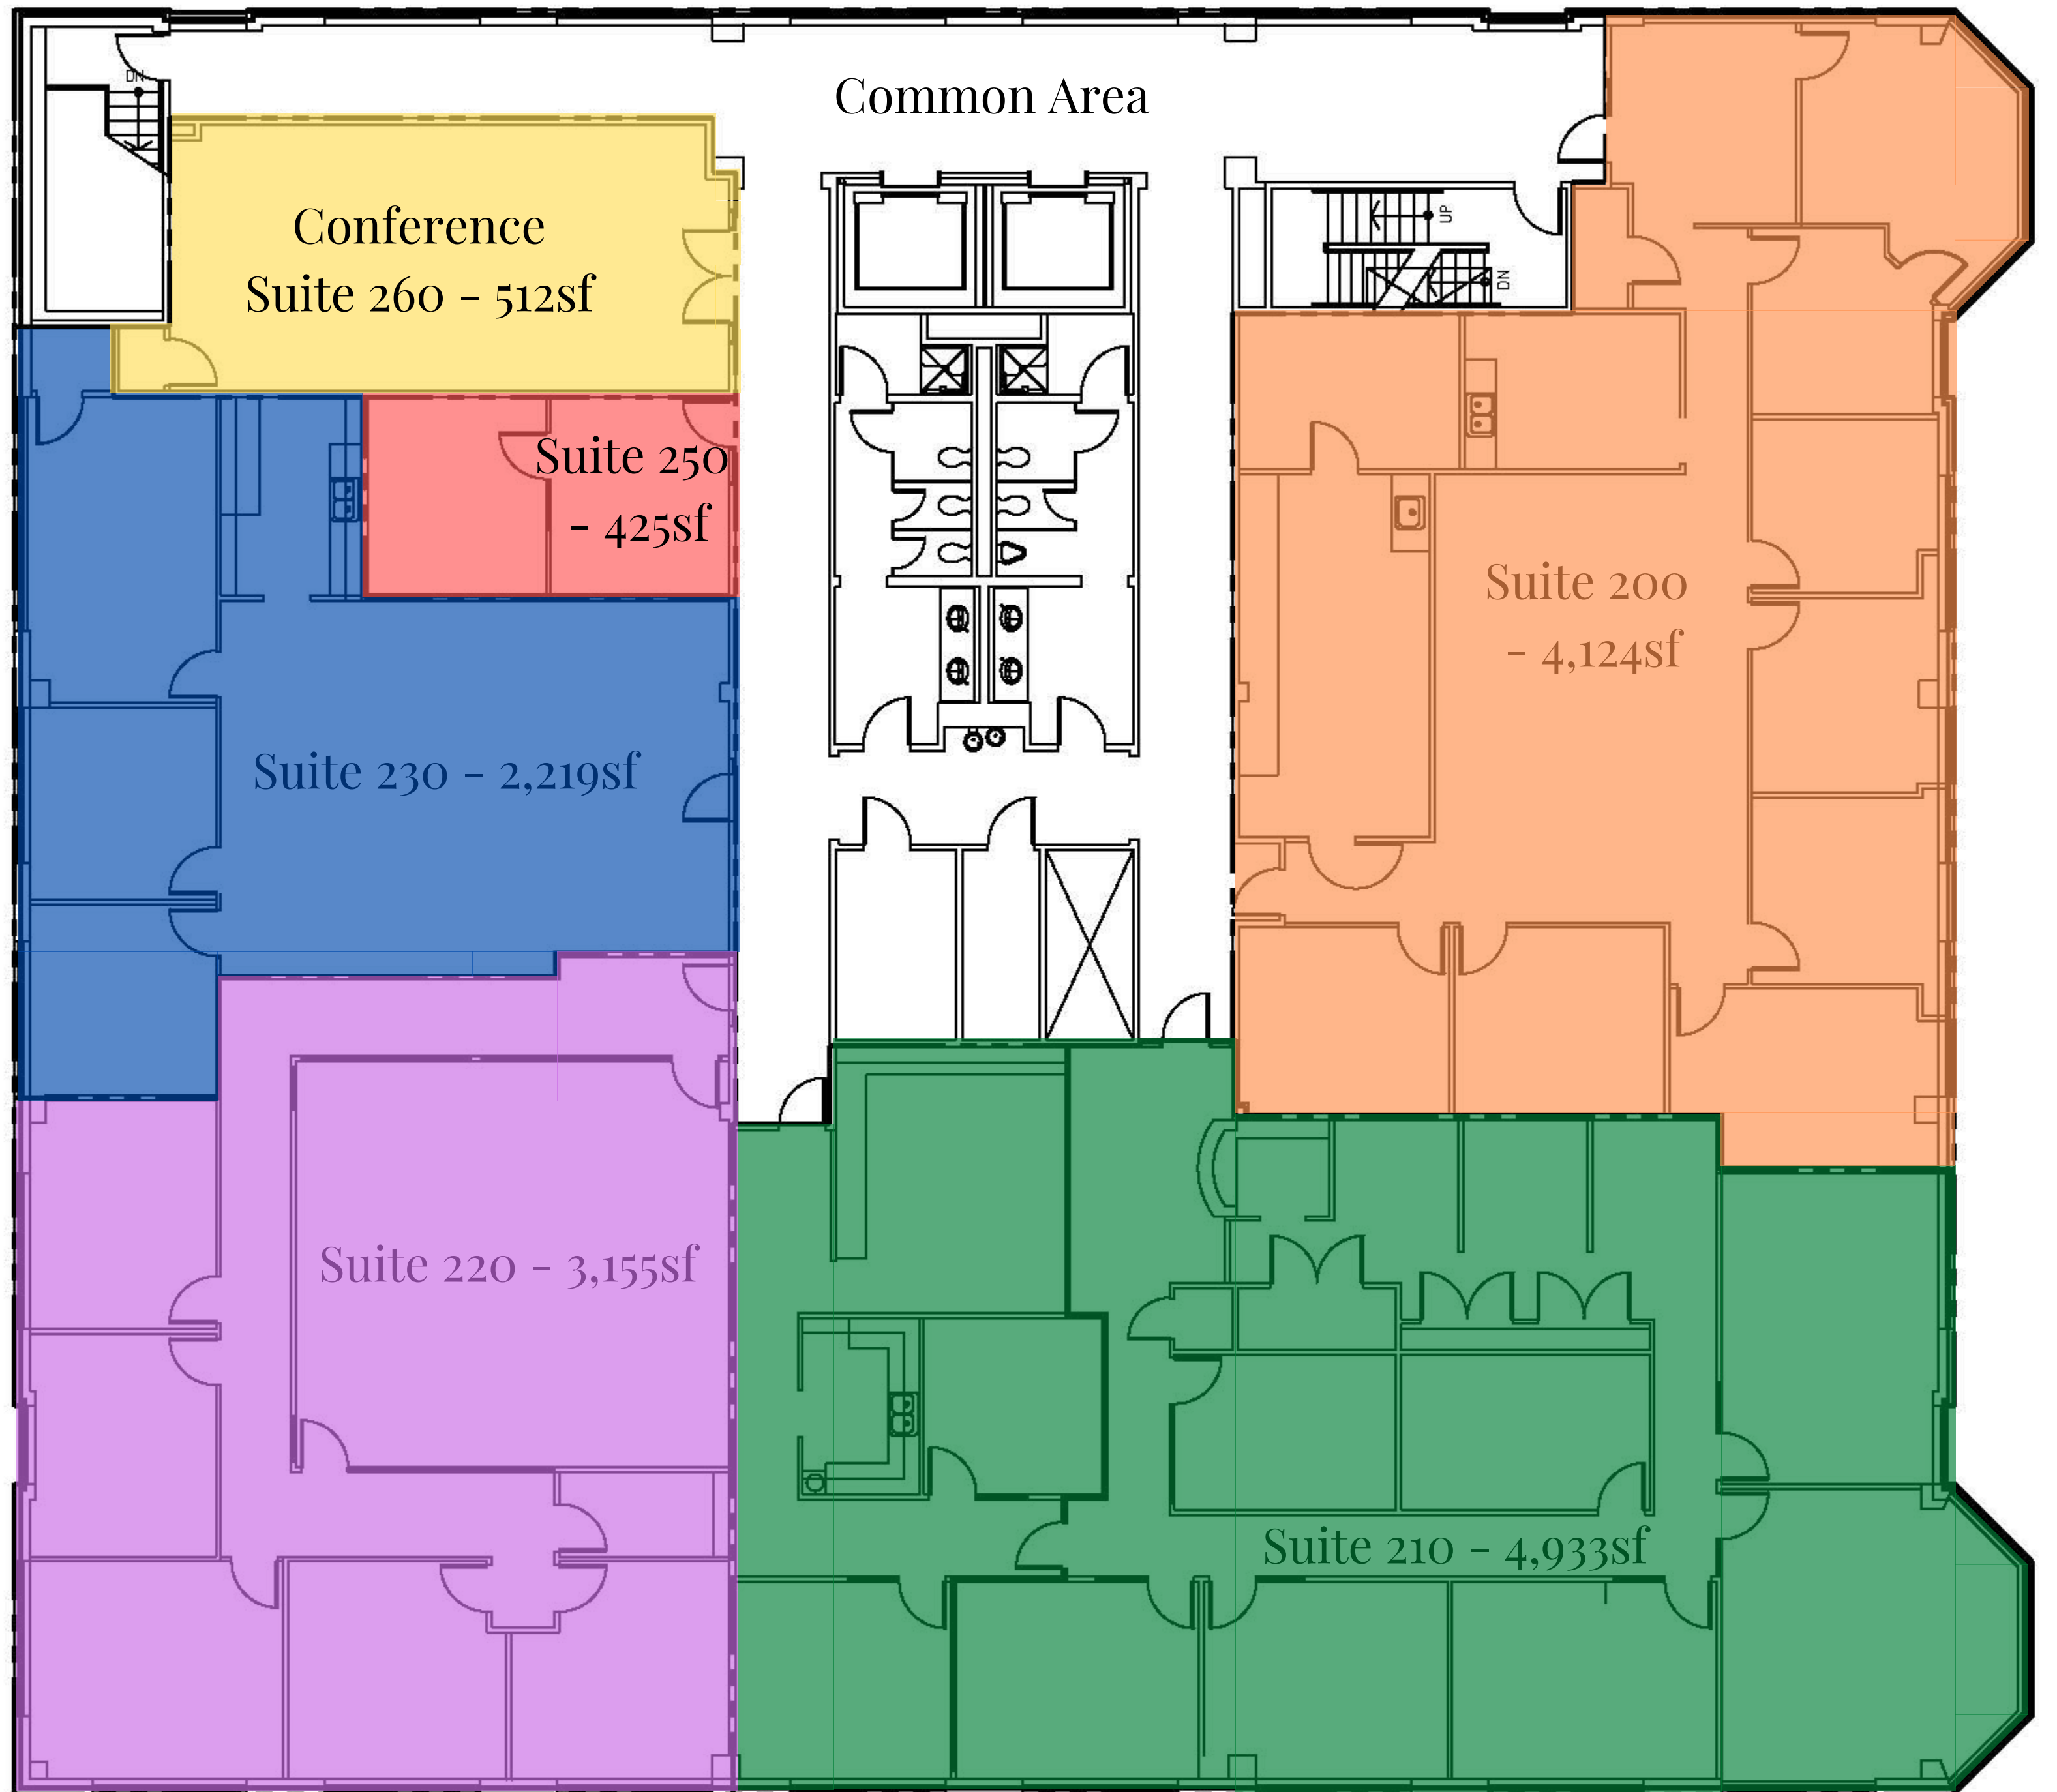 Common Area
DN
Conference
Suite 260 - 512sf
UP
DN
Suite 250
- 425sf
Suite 200
- 4,124sf
Suite 230 - 2,219sf
Suite 220 - 3,155sf
Suite 210 - 4,933sf